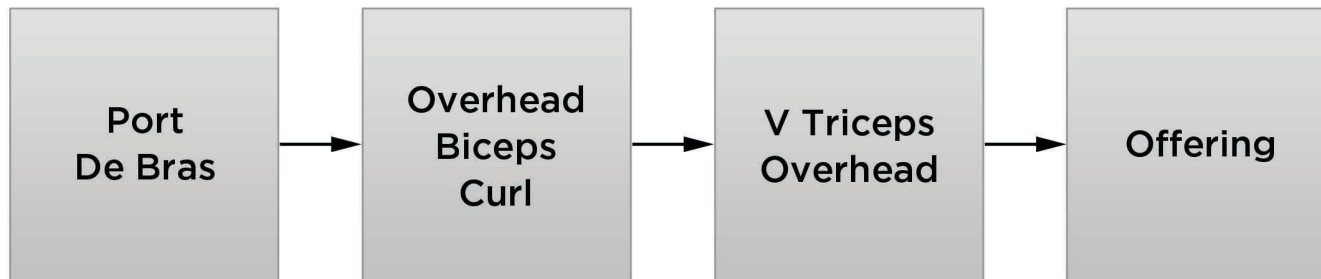 Port
De Bras
Overhead
Biceps
Curl
V Triceps
Overhead
Offering